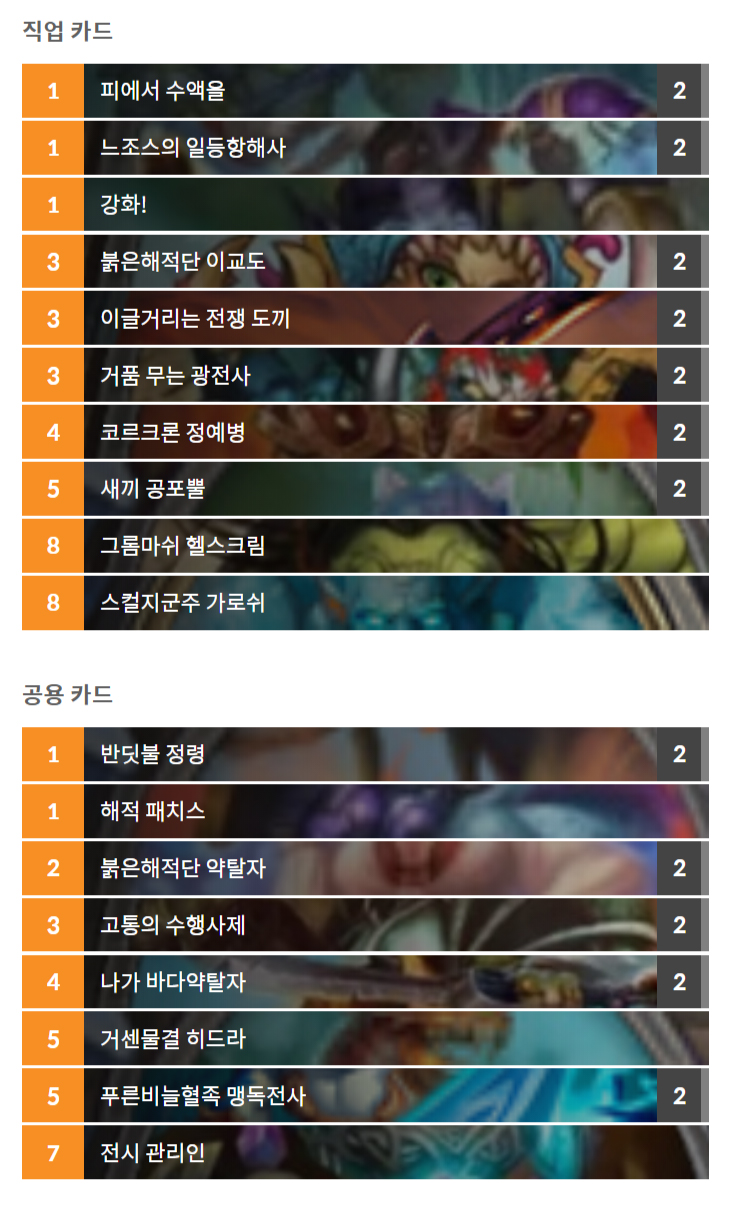 직업 카드
1 피에서 수액을 2
1 느조스의 일등항해사 2
1 강화!
3 붉은해적단 이교도 2
3 이글거리는 전쟁 도끼 2
3 거품 무는 광전사 2
4 코르크론 정예병 2
5 새끼 공포뿔 2
8 그롬마쉬 헬스크림
8 스컬지군주 가로쉬
공용 카드
1 반딧불 정령 2
1 해적 패치스
2 붉은해적단 약탈자 2
3 고통의 수행사제 2
4 나가 바다약탈자 2
5 거센물결 히드라
5 푸른비늘혈족 맹독전사 2
7 전시 관리인